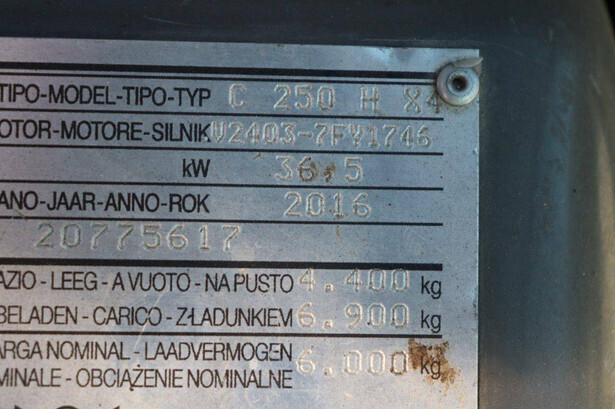 TIPO-MODEL-TIPO-TYP C 250 H X4
OTOR-MOTORE-SILNIK V2403-7FV1746
kW 36,5
ANO-JAAR-ANNO-ROK 2016
20775617
AZIO - LEEG - A VUOTO - NA PUSTO 4.400 kg
BELADEN - CARICO - Z ŁADUNKIEM 6.900 kg
ARGA NOMINAL - LAADVERMOGEN
6.000 kg
MINALE - OBCIĄŻENIE NOMINALNE